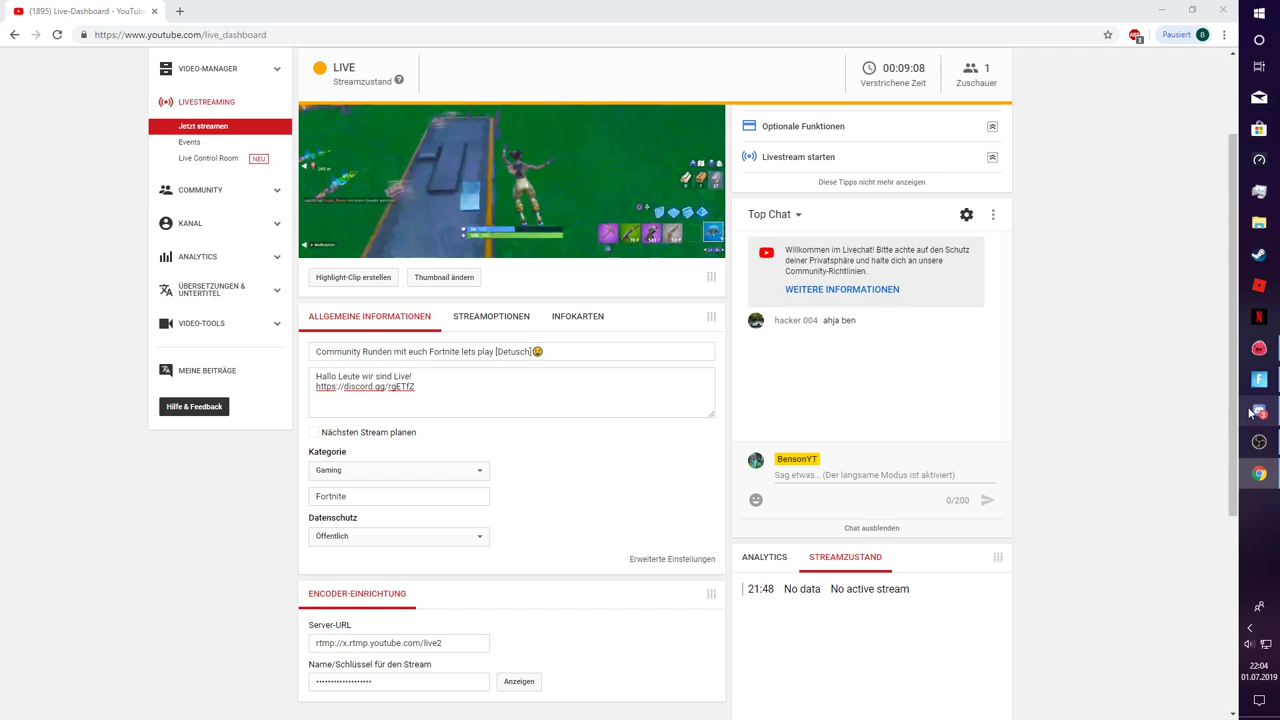 (1895) Live-Dashboard - YouTub
https://www.youtube.com/live_dashboard
3
Pausiert
B
VIDEO-MANAGER
LIVESTREAMING
Jetzt streamen
Events
Live Control Room NEU
COMMUNITY
KANAL
ANALYTICS
ÜBERSETZUNGEN &
UNTERTITEL
VIDEO-TOOLS
MEINE BEITRÄGE
Hilfe & Feedback
LIVE
Streamzustand ?
00:09:08
Verstrichene Zeit
1
Zuschauer
Highlight-Clip erstellen
Thumbnail ändern
ALLGEMEINE INFORMATIONEN
STREAMOPTIONEN
INFOKARTEN
Community Runden mit euch Fortnite lets play [Detusch]
Hallo Leute wir sind Live!
https://discord.gg/rgETfZ
Nächsten Stream planen
Kategorie
Gaming
Fortnite
Datenschutz
Öffentlich
Erweiterte Einstellungen
ENCODER-EINRICHTUNG
Server-URL
rtmp://x.rtmp.youtube.com/live2
Name/Schlüssel für den Stream
Anzeigen
Optionale Funktionen
Livestream starten
Diese Tipps nicht mehr anzeigen
Top Chat
Willkommen im Livechat! Bitte achte auf den Schutz
deiner Privatsphäre und halte dich an unsere
Community-Richtlinien.
WEITERE INFORMATIONEN
hacker 004 ahja ben
BensonYT
Sag etwas... (Der langsame Modus ist aktiviert)
0/200
Chat ausblenden
ANALYTICS
STREAMZUSTAND
21:48 No data No active stream
22:04
01.07.2019